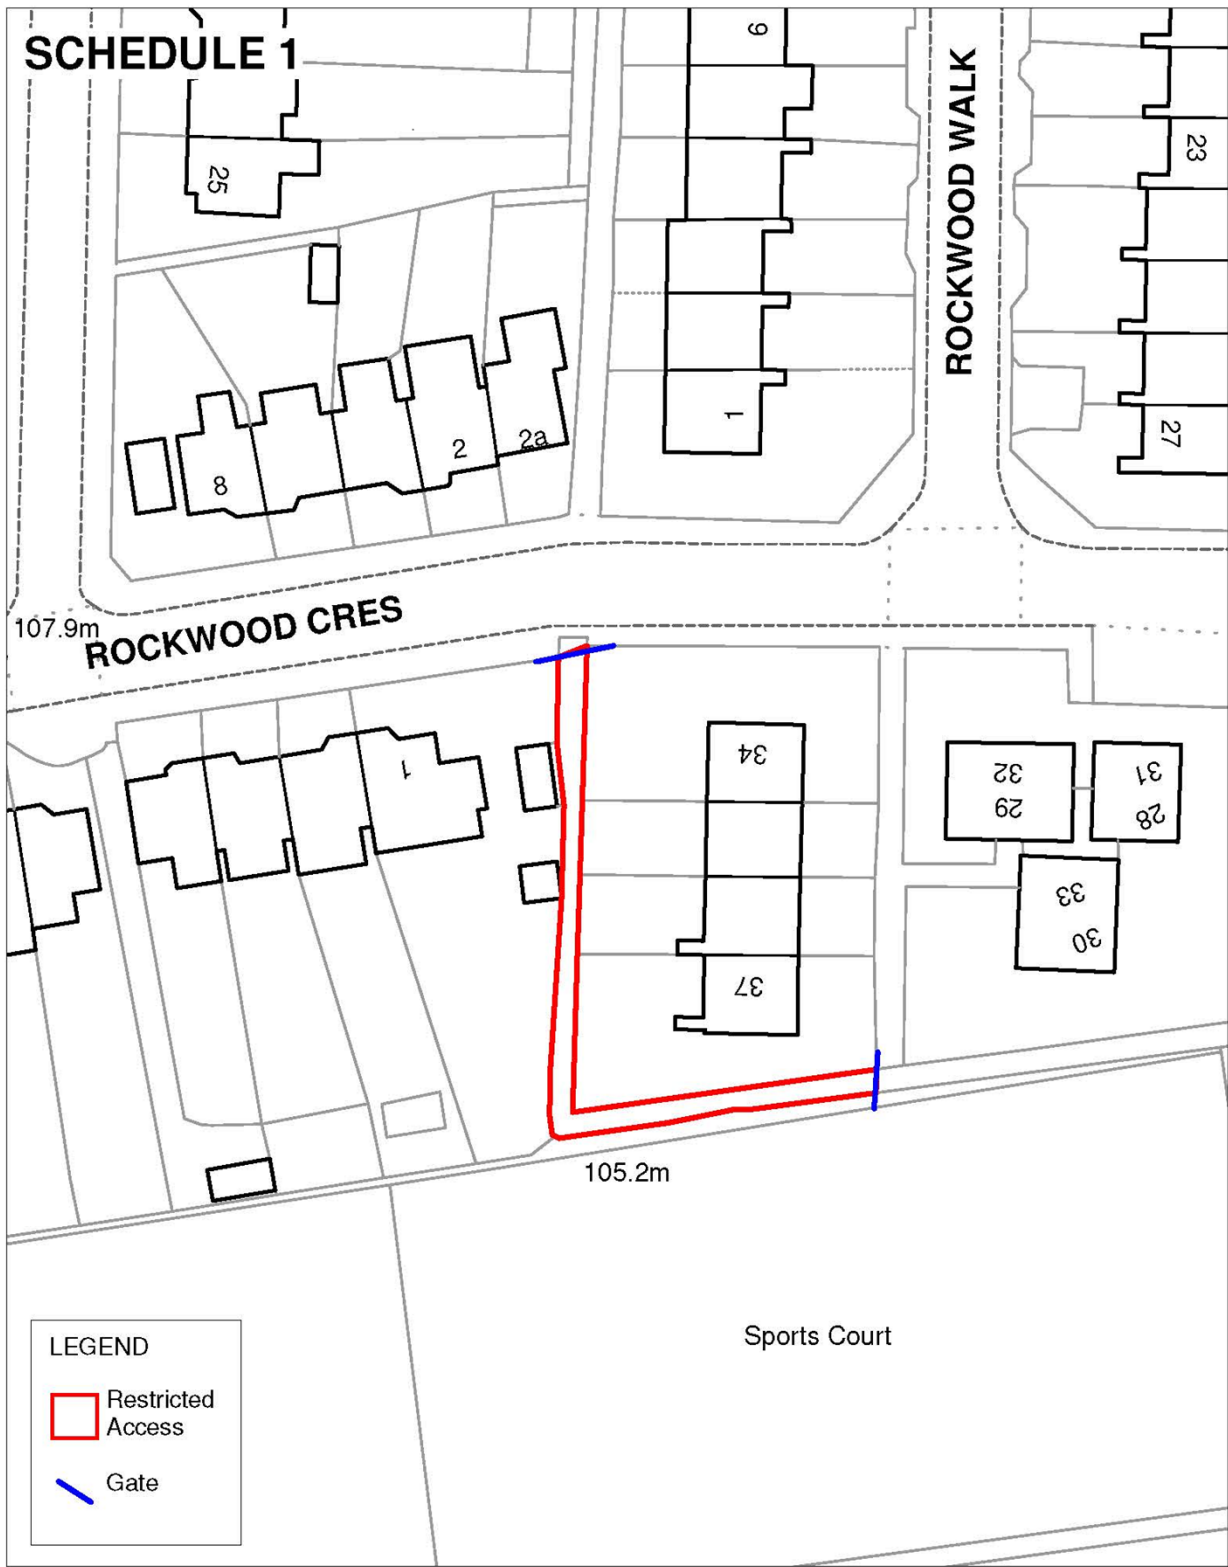 SCHEDULE 1
9
ROCKWOOD WALK
23
25
1
27
2a
2
8
107.9m
ROCKWOOD CRES
1
34
32
29
31
28
33
30
37
105.2m
Sports Court
LEGEND
Restricted
Access
Gate